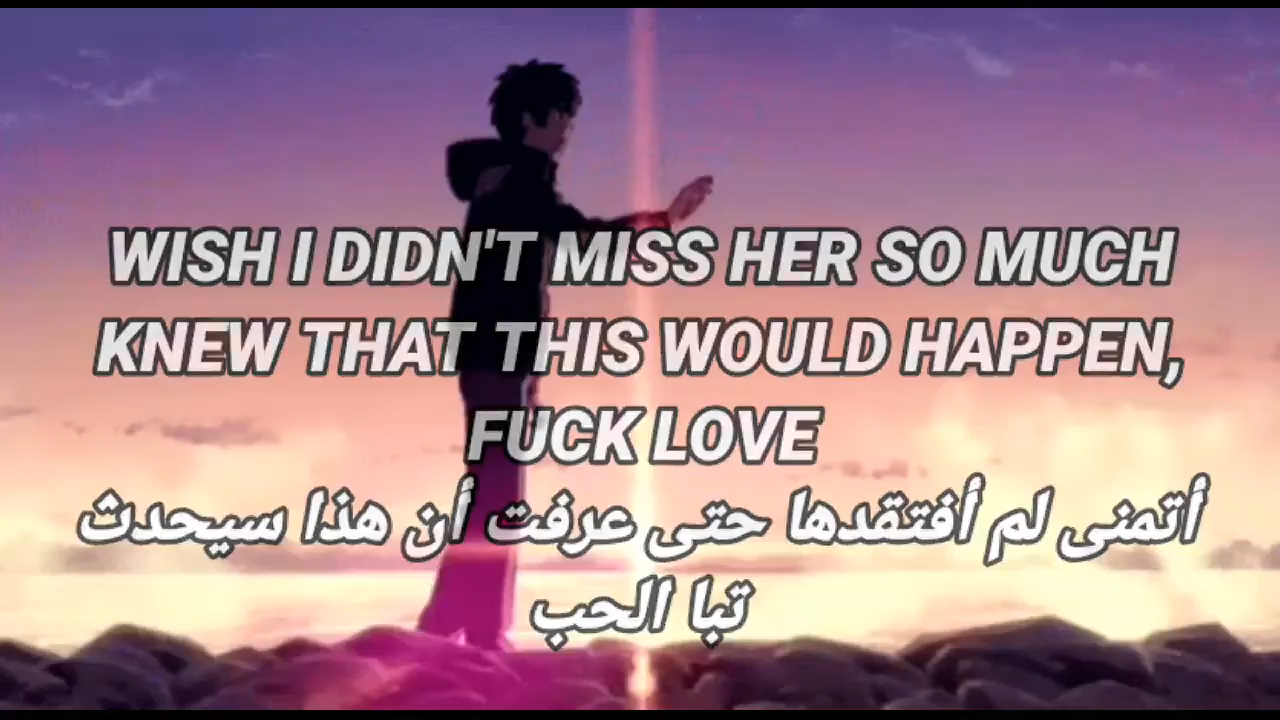 WISH I DIDN'T MISS HER SO MUCH
KNEW THAT THIS WOULD HAPPEN,
FUCK LOVE
أتمنى لم أفتقدها حتى عرفت أن هذا سيحدث
تبا الحب